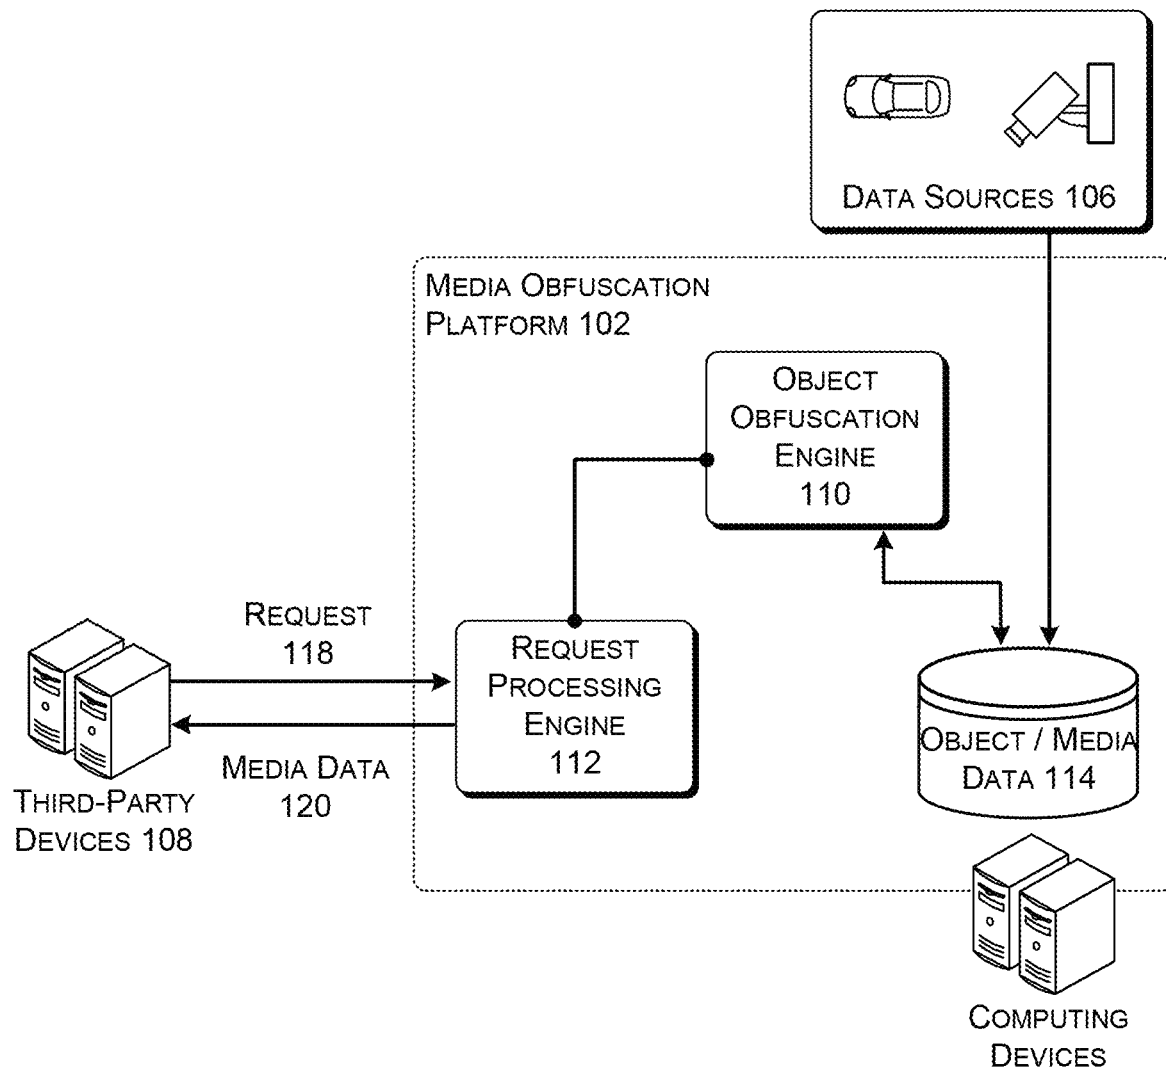 DATA SOURCES 106
MEDIA OBFUSCATION
PLATFORM 102
OBJECT
OBFUSCATION
ENGINE
110
REQUEST
118
REQUEST
PROCESSING
ENGINE
112
MEDIA DATA
120
THIRD-PARTY
DEVICES 108
OBJECT / MEDIA
DATA 114
COMPUTING
DEVICES